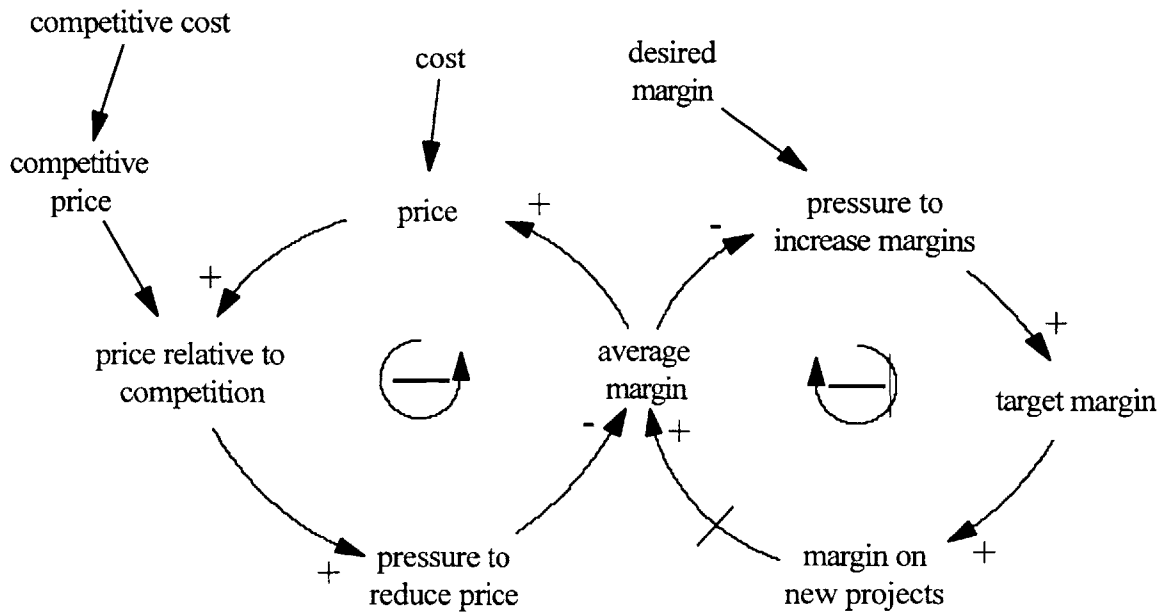 competitive cost
cost
desired
margin
competitive
price
price
+
pressure to
increase margins
-
+
+
price relative to
competition
average
margin
target margin
-
+
+
pressure to
reduce price
margin on
new projects
+